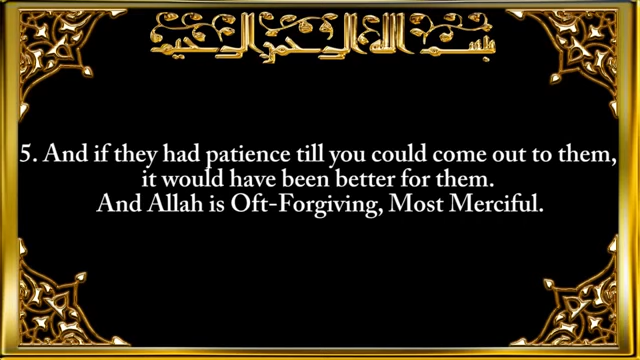 بسم الله الرحمن الرحيم
5. And if they had patience till you could come out to them,
it would have been better for them.
And Allah is Oft-Forgiving, Most Merciful.